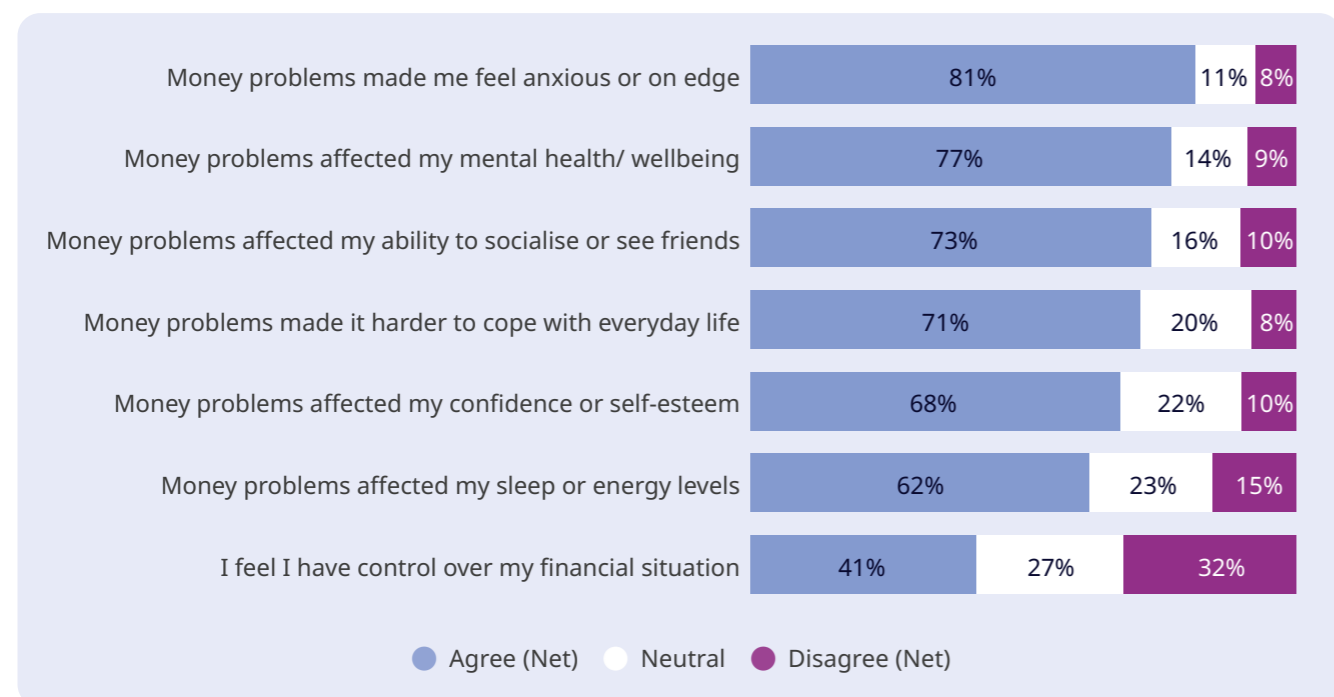 Money problems made me feel anxious or on edge 81% 11% 8%
Money problems affected my mental health/ wellbeing 77% 14% 9%
Money problems affected my ability to socialise or see friends 73% 16% 10%
Money problems made it harder to cope with everyday life 71% 20% 8%
Money problems affected my confidence or self-esteem 68% 22% 10%
Money problems affected my sleep or energy levels 62% 23% 15%
I feel I have control over my financial situation 41% 27% 32%
Agree (Net) Neutral Disagree (Net)